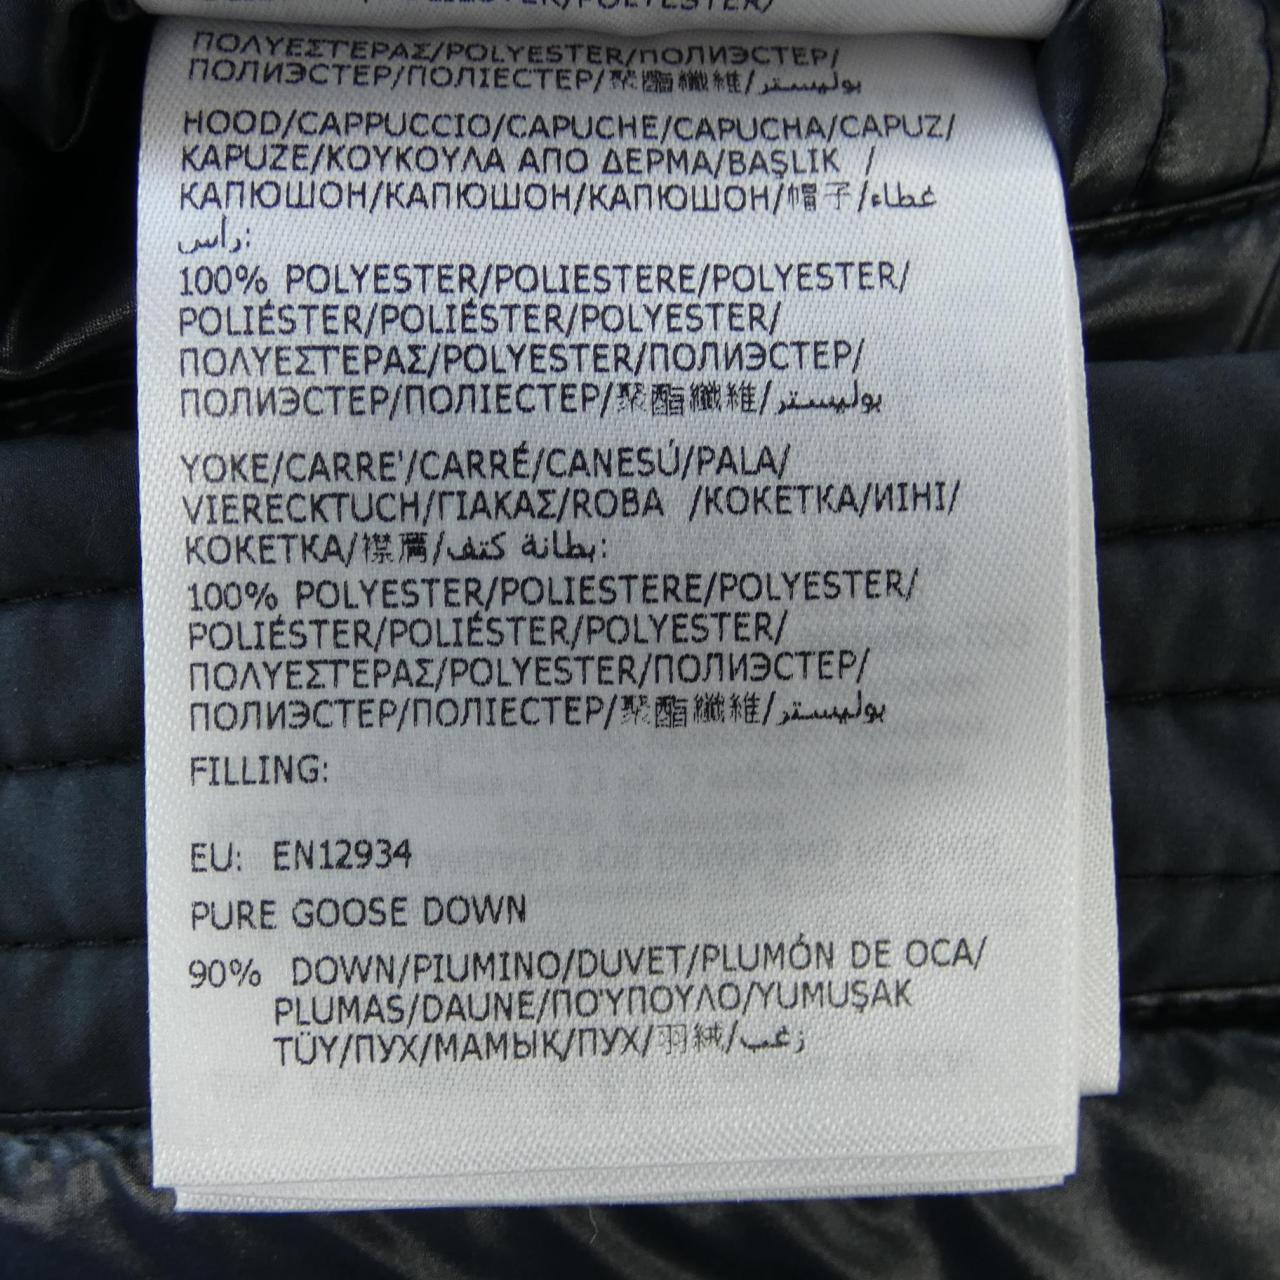 ΠΟΛΥΕΣΤΕΡΑΣ/POLYESTER/ПОЛИЭСТЕР/
ПОЛИЭСТЕР/ПОЛІЕСТЕР/聚酯纖維/بوليستر
HOOD/CAPPUCCIO/CAPUCHE/CAPUCHA/CAPUZ/
KAPUZE/ΚΟΥΚΟΥΛΑ ΑΠΟ ΔΕΡΜΑ/BAŞLIK /
КАПЮШОН/КАПЮШОН/КАПЮШОН/帽子/غطاء
رأس:
100% POLYESTER/POLIESTERE/POLYESTER/
POLIÉSTER/POLIÉSTER/POLYESTER/
ΠΟΛΥΕΣΤΕΡΑΣ/POLYESTER/ПОЛИЭСТЕР/
ПОЛИЭСТЕР/ПОЛІЕСТЕР/聚酯纖維/بوليستر
YOKE/CARRE'/CARRÉ/CANESÚ/PALA/
VIERECKTUCH/ΓΙΑΚΑΣ/ROBA /КОКЕТКА/ИІНІ/
КОКЕТКА/襟肩/بطانة كتف:
100% POLYESTER/POLIESTERE/POLYESTER/
POLIÉSTER/POLIÉSTER/POLYESTER/
ΠΟΛΥΕΣΤΕΡΑΣ/POLYESTER/ПОЛИЭСТЕР/
ПОЛИЭСТЕР/ПОЛІЕСТЕР/聚酯纖維/بوليستر
FILLING:
EU: EN12934
PURE GOOSE DOWN
90% DOWN/PIUMINO/DUVET/PLUMÓN DE OCA/
PLUMAS/DAUNE/ΠΟΎΠΟΥΛΟ/YUMUŞAK
TÜY/ПУХ/МАМЫҚ/ПУХ/羽絨/زغب